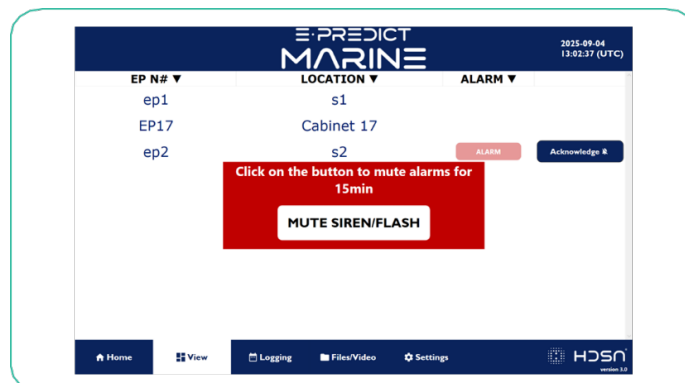 E·PREDICT
MARINE
2025-09-04
13:02:37 (UTC)
EP N# ▼ LOCATION ▼ ALARM ▼
ep1 s1
EP17 Cabinet 17
ep2 s2 ALARM Acknowledge
Click on the button to mute alarms for
15min
MUTE SIREN/FLASH
Home View Logging Files/Video Settings HDSN
version 3.0